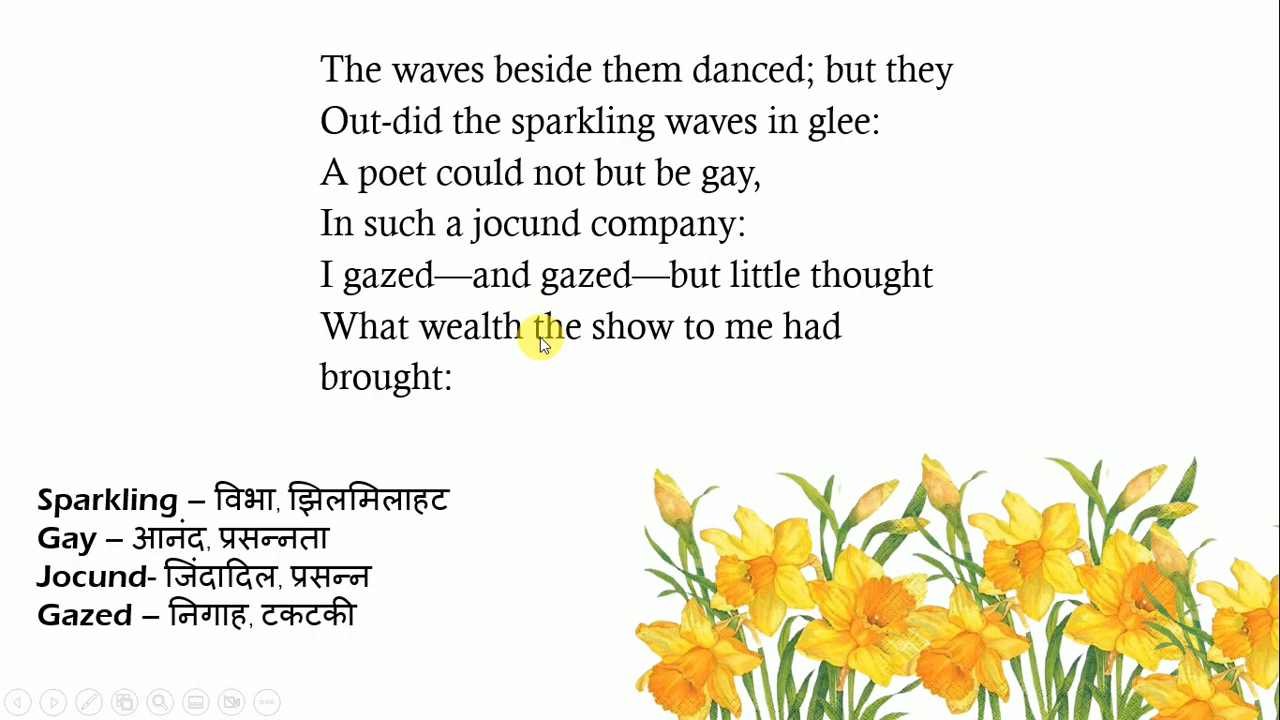 The waves beside them danced; but they
Out-did the sparkling waves in glee:
A poet could not but be gay,
In such a jocund company:
I gazed—and gazed—but little thought
What wealth the show to me had
brought:
Sparkling – विभा, झिलमिलाहट
Gay – आनंद, प्रसन्नता
Jocund- जिंदादिल, प्रसन्न
Gazed – निगाह, टकटकी